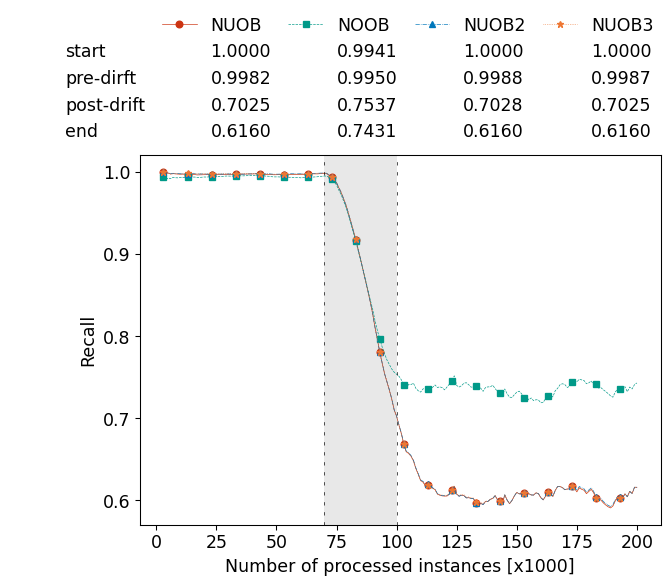 NUOB NOOB NUOB2 NUOB3
start 1.0000 0.9941 1.0000 1.0000
pre-dirft 0.9982 0.9950 0.9988 0.9987
post-drift 0.7025 0.7537 0.7028 0.7025
end 0.6160 0.7431 0.6160 0.6160
1.0
0.9
0.8
0.7
0.6
Recall
0 25 50 75 100 125 150 175 200
Number of processed instances [x1000]